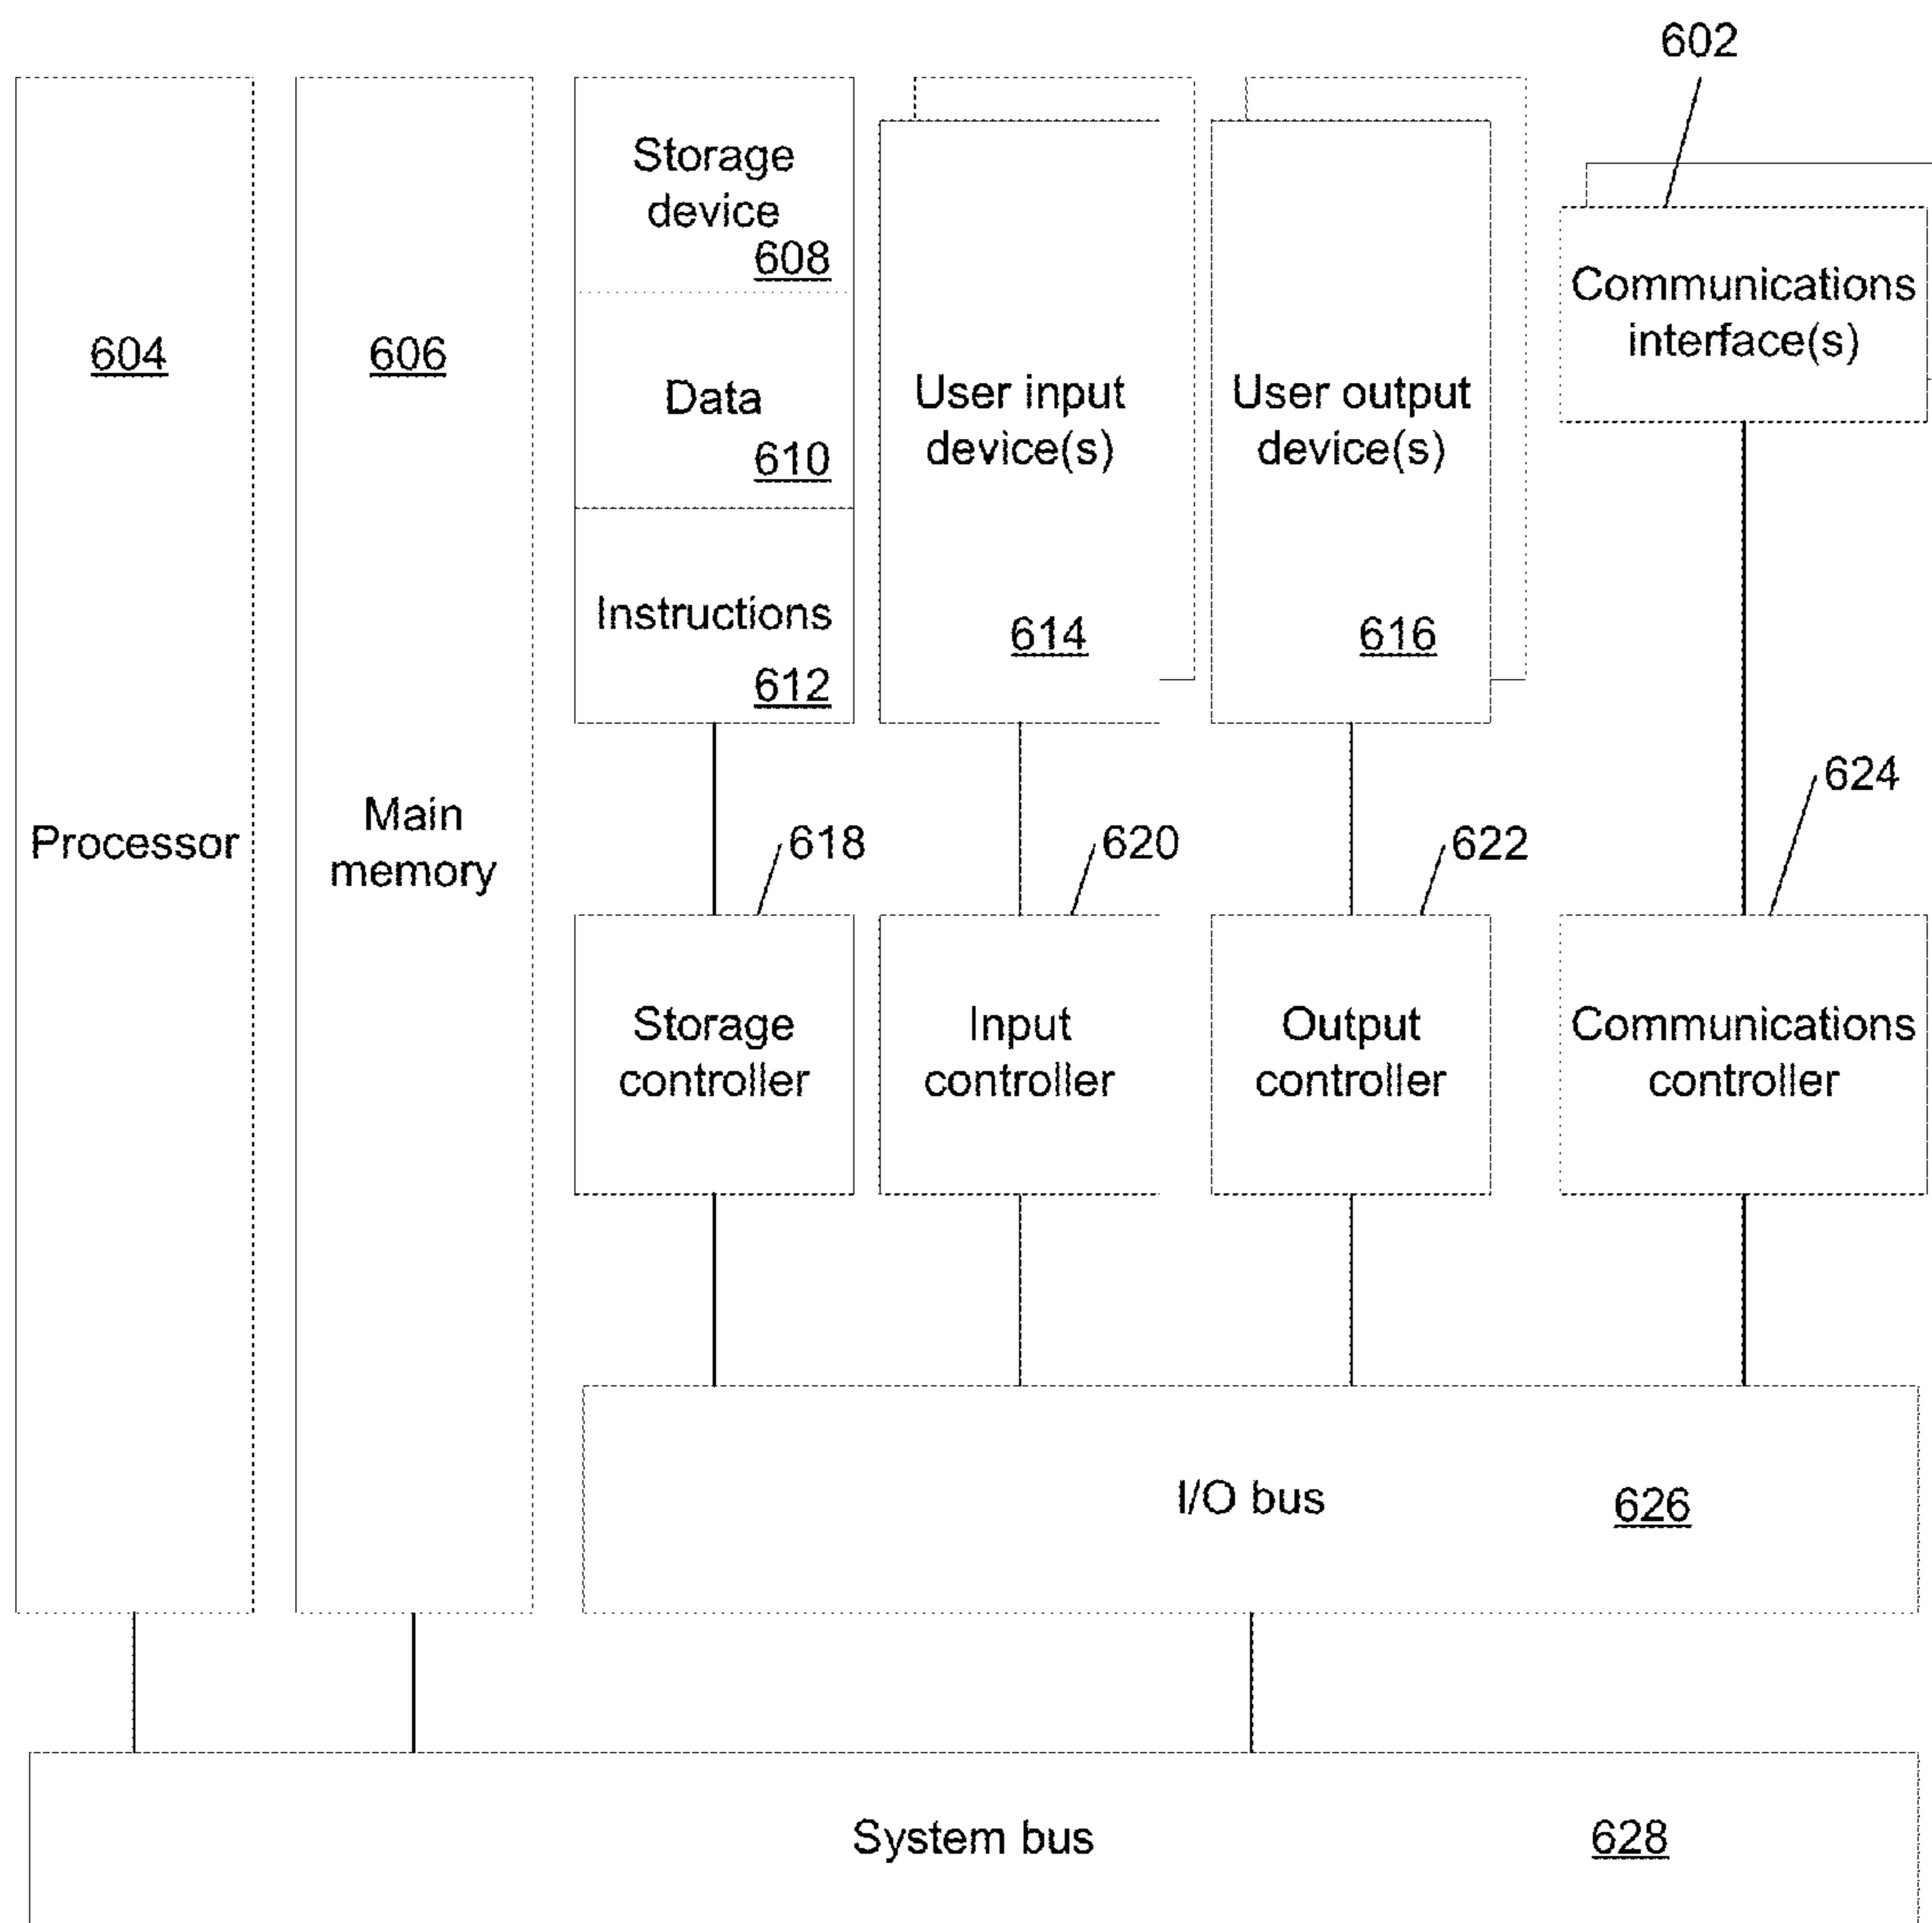 602
Storage
device
608
Communications
interface(s)
604
606
Data
610
User input
device(s)
User output
device(s)
Instructions
612
614
616
Processor
Main
memory
618
620
622
624
Storage
controller
Input
controller
Output
controller
Communications
controller
I/O bus
626
System bus
628